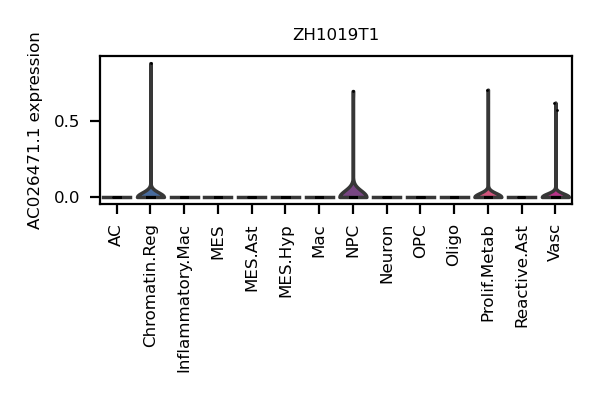 ZH1019T1
AC026471.1 expression
0.5
0.0
AC
Chromatin.Reg
Inflammatory.Mac
MES
MES.Ast
MES.Hyp
Mac
NPC
Neuron
OPC
Oligo
Prolif.Metab
Reactive.Ast
Vasc